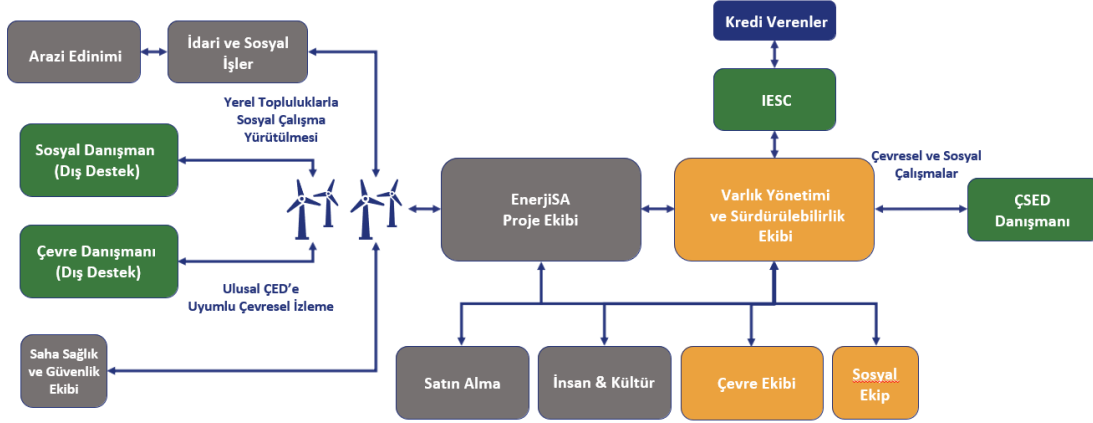 Kredi Verenler
Arazi Edinimi
İdari ve Sosyal
İşler
IESC
Yerel Topluluklarla
Sosyal Çalışma
Yürütülmesi
Sosyal Danışman
(Dış Destek)
EnerjiSA
Proje Ekibi
Varlık Yönetimi
ve Sürdürülebilirlik
Ekibi
Çevresel ve Sosyal
Çalışmalar
ÇSED
Danışmanı
Çevre Danışmanı
(Dış Destek)
Ulusal ÇED’e
Uyumlu Çevresel İzleme
Saha Sağlık
ve Güvenlik
Ekibi
Satın Alma
İnsan & Kültür
Çevre Ekibi
Sosyal
Ekip